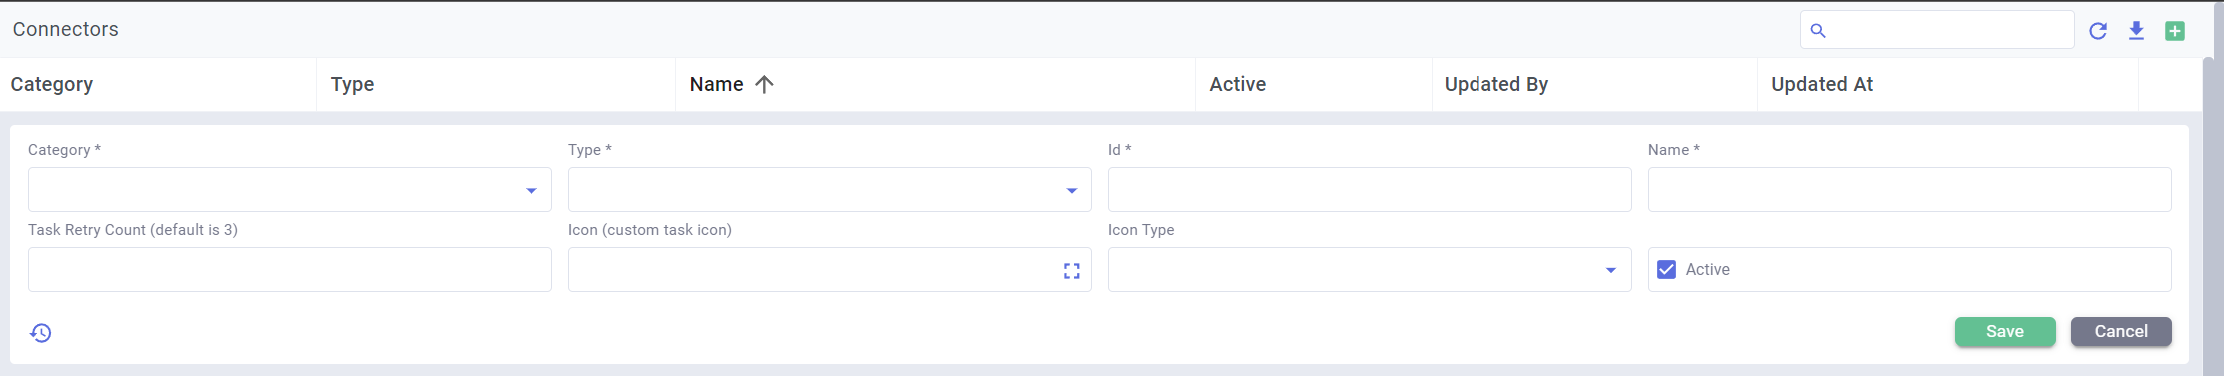 Connectors
Category Type Name Active Updated By Updated At
Category * Type * Id * Name *
Task Retry Count (default is 3) Icon (custom task icon) Icon Type
Active
Save Cancel